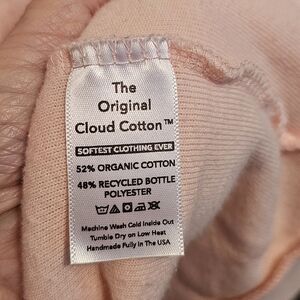 The
Original
Cloud Cotton™
SOFTEST CLOTHING EVER
52% ORGANIC COTTON
48% RECYCLED BOTTLE
POLYESTER
Machine Wash Cold Inside Out
Tumble Dry on Low Heat
Handmade Fully In The USA